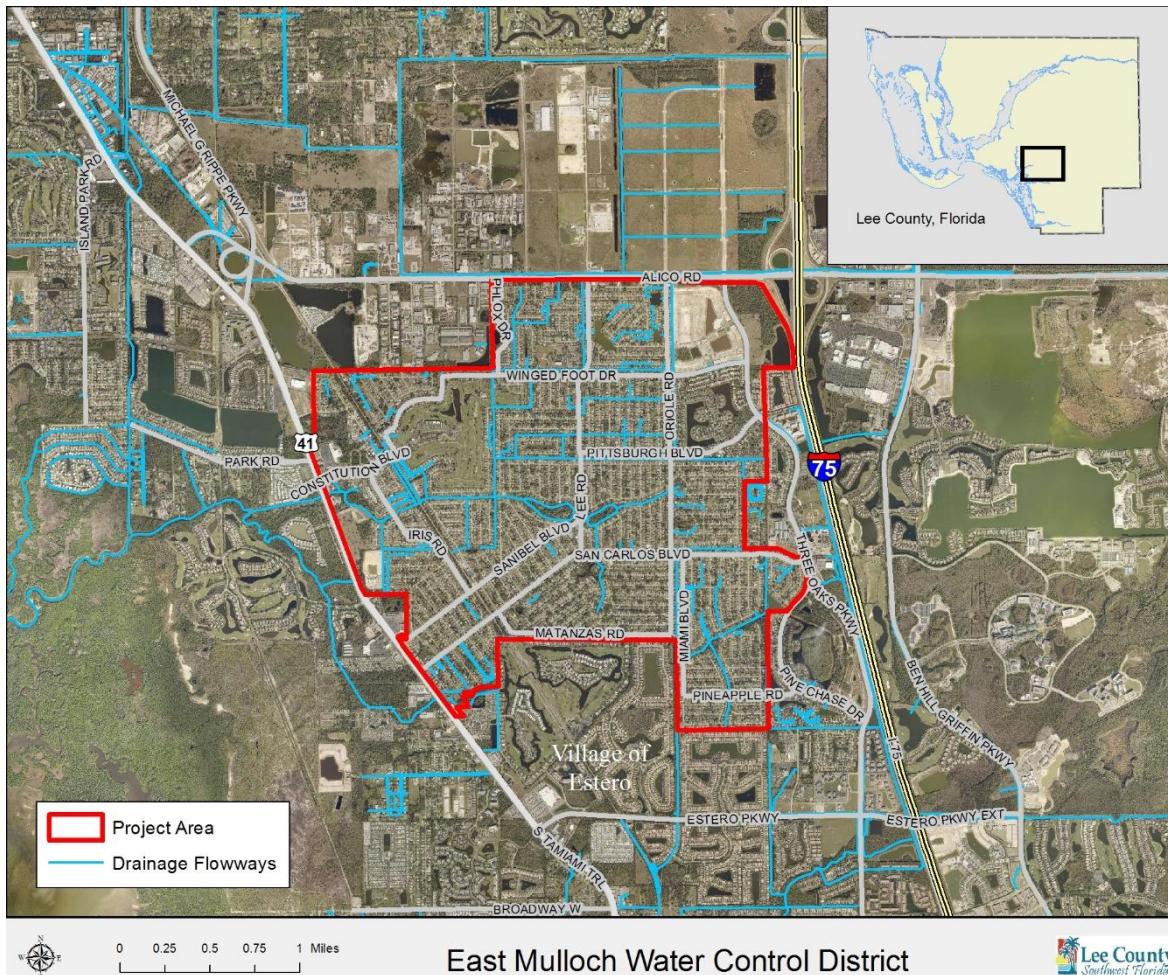 MICHAEL G RIPPE PKWY
ISLAND PARK RD
Lee County, Florida
ALICO RD
PHLOX DR
WINGED FOOT DR
ORIOLE RD
41
PARK RD
CONSTITUTION BLVD
PITTSBURGH BLVD
75
LEE RD
IRIS RD
SANIBEL BLVD
SAN CARLOS BLVD
THREE OAKS PKWY
MATANZAS RD
MIAMI BLVD
PINEAPPLE RD
PINE CHASE DR
BEN HILL GRIFFIN PKWY
I-75
Village of
Estero
Project Area
Drainage Flowways
ESTERO PKWY
ESTERO PKWY EXT
S TAMIAMI TRL
BROADWAY W
N
0 0.25 0.5 0.75 1 Miles
East Mulloch Water Control District
Lee County
Southwest Florida